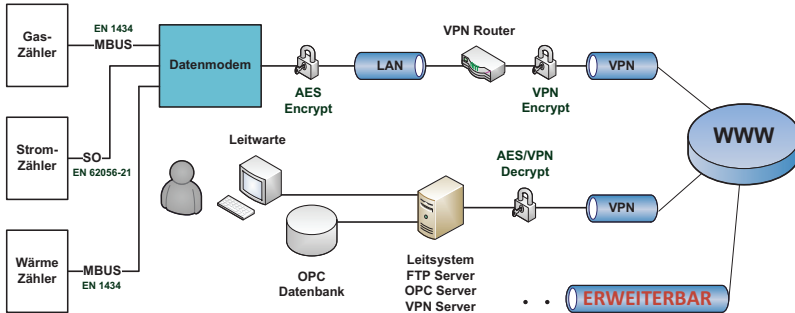 Gas-
Zähler
EN 1434
MBUS
Datenmodem
AES
Encrypt
LAN
VPN Router
VPN
Encrypt
VPN
WWW
Strom-
Zähler
SO
EN 62056-21
Leitwarte
OPC
Datenbank
Leitsystem
FTP Server
OPC Server
VPN Server
AES/VPN
Decrypt
VPN
Wärme
Zähler
MBUS
EN 1434
. . ERWEITERBAR